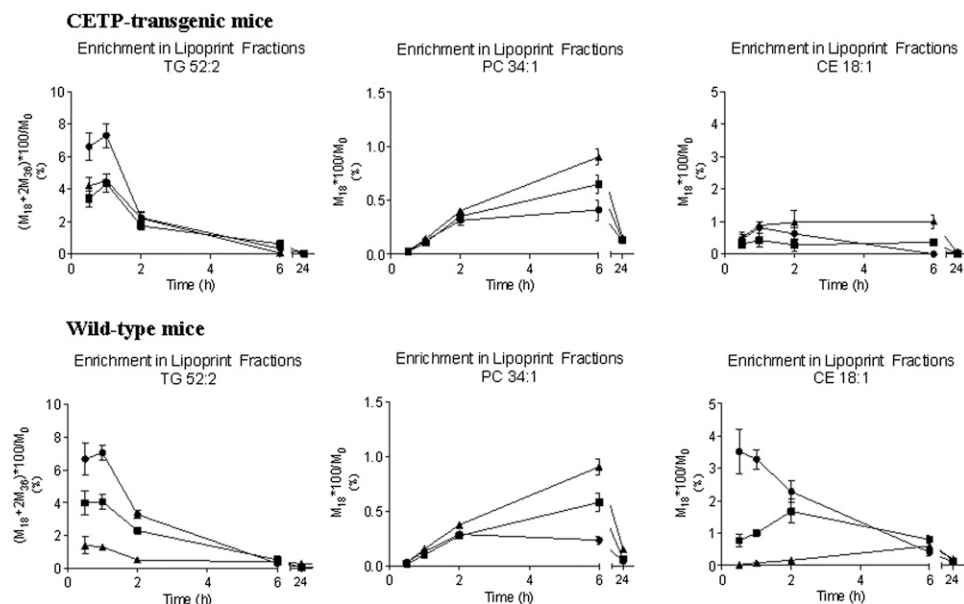 CETP-transgenic mice
Enrichment in Lipoprint Fractions
TG 52:2
(M18+2M36)*100/M0
(%)
10
8
6
4
2
0
0 2 4 6 24
Time (h)
Enrichment in Lipoprint Fractions
PC 34:1
M18*100/M0
(%)
1.5
1.0
0.5
0.0
0 2 4 6 24
Time (h)
Enrichment in Lipoprint Fractions
CE 18:1
M18*100/M0
(%)
5
4
3
2
1
0
0 2 4 6 24
Time (h)
Wild-type mice
Enrichment in Lipoprint Fractions
TG 52:2
(M18+2M36)*100/M0
(%)
10
8
6
4
2
0
0 2 4 6 24
Time (h)
Enrichment in Lipoprint Fractions
PC 34:1
M18*100/M0
(%)
1.5
1.0
0.5
0.0
0 2 4 6 24
Time (h)
Enrichment in Lipoprint Fractions
CE 18:1
M18*100/M0
(%)
5
4
3
2
1
0
0 2 4 6 24
Time (h)